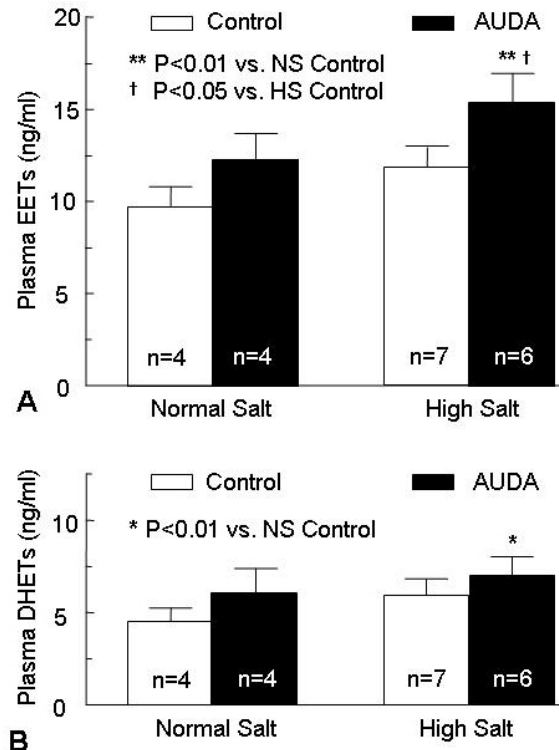 Control AUDA
** P<0.01 vs. NS Control
† P<0.05 vs. HS Control
** †
Plasma EETs (ng/ml)
20
15
10
5
0
n=4 n=4 n=7 n=6
A
Normal Salt High Salt
Control AUDA
* P<0.01 vs. NS Control
*
Plasma DHETs (ng/ml)
10
5
0
n=4 n=4 n=7 n=6
B
Normal Salt High Salt